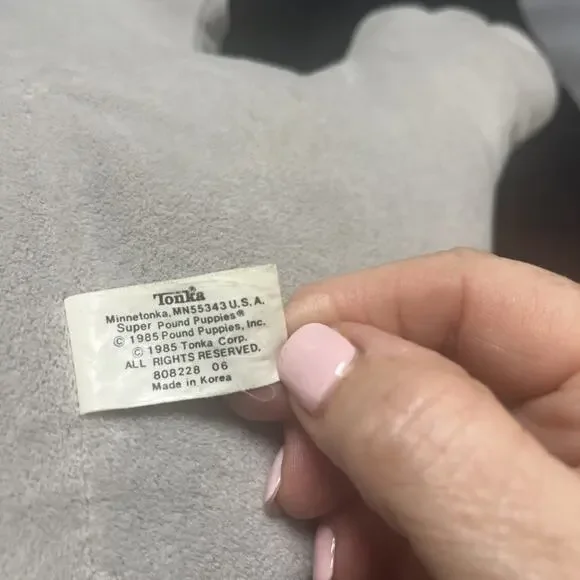 Tonka
Minnetonka, MN55343 U.S.A.
Super Pound Puppies®
© 1985 Pound Puppies, Inc.
© 1985 Tonka Corp.
ALL RIGHTS RESERVED.
808228 06
Made in Korea